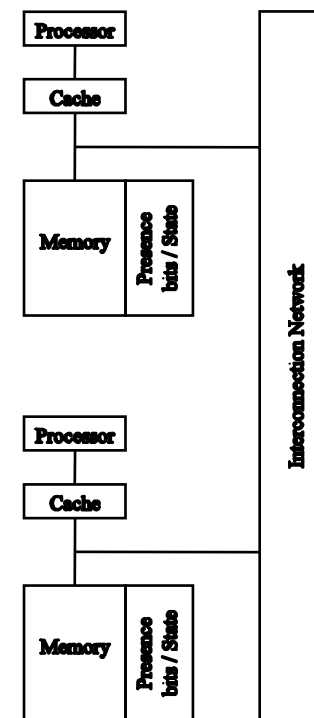 Processor
Cache
Memory
Presence
bits / State
Interconnection Network
Processor
Cache
Memory
Presence
bits / State